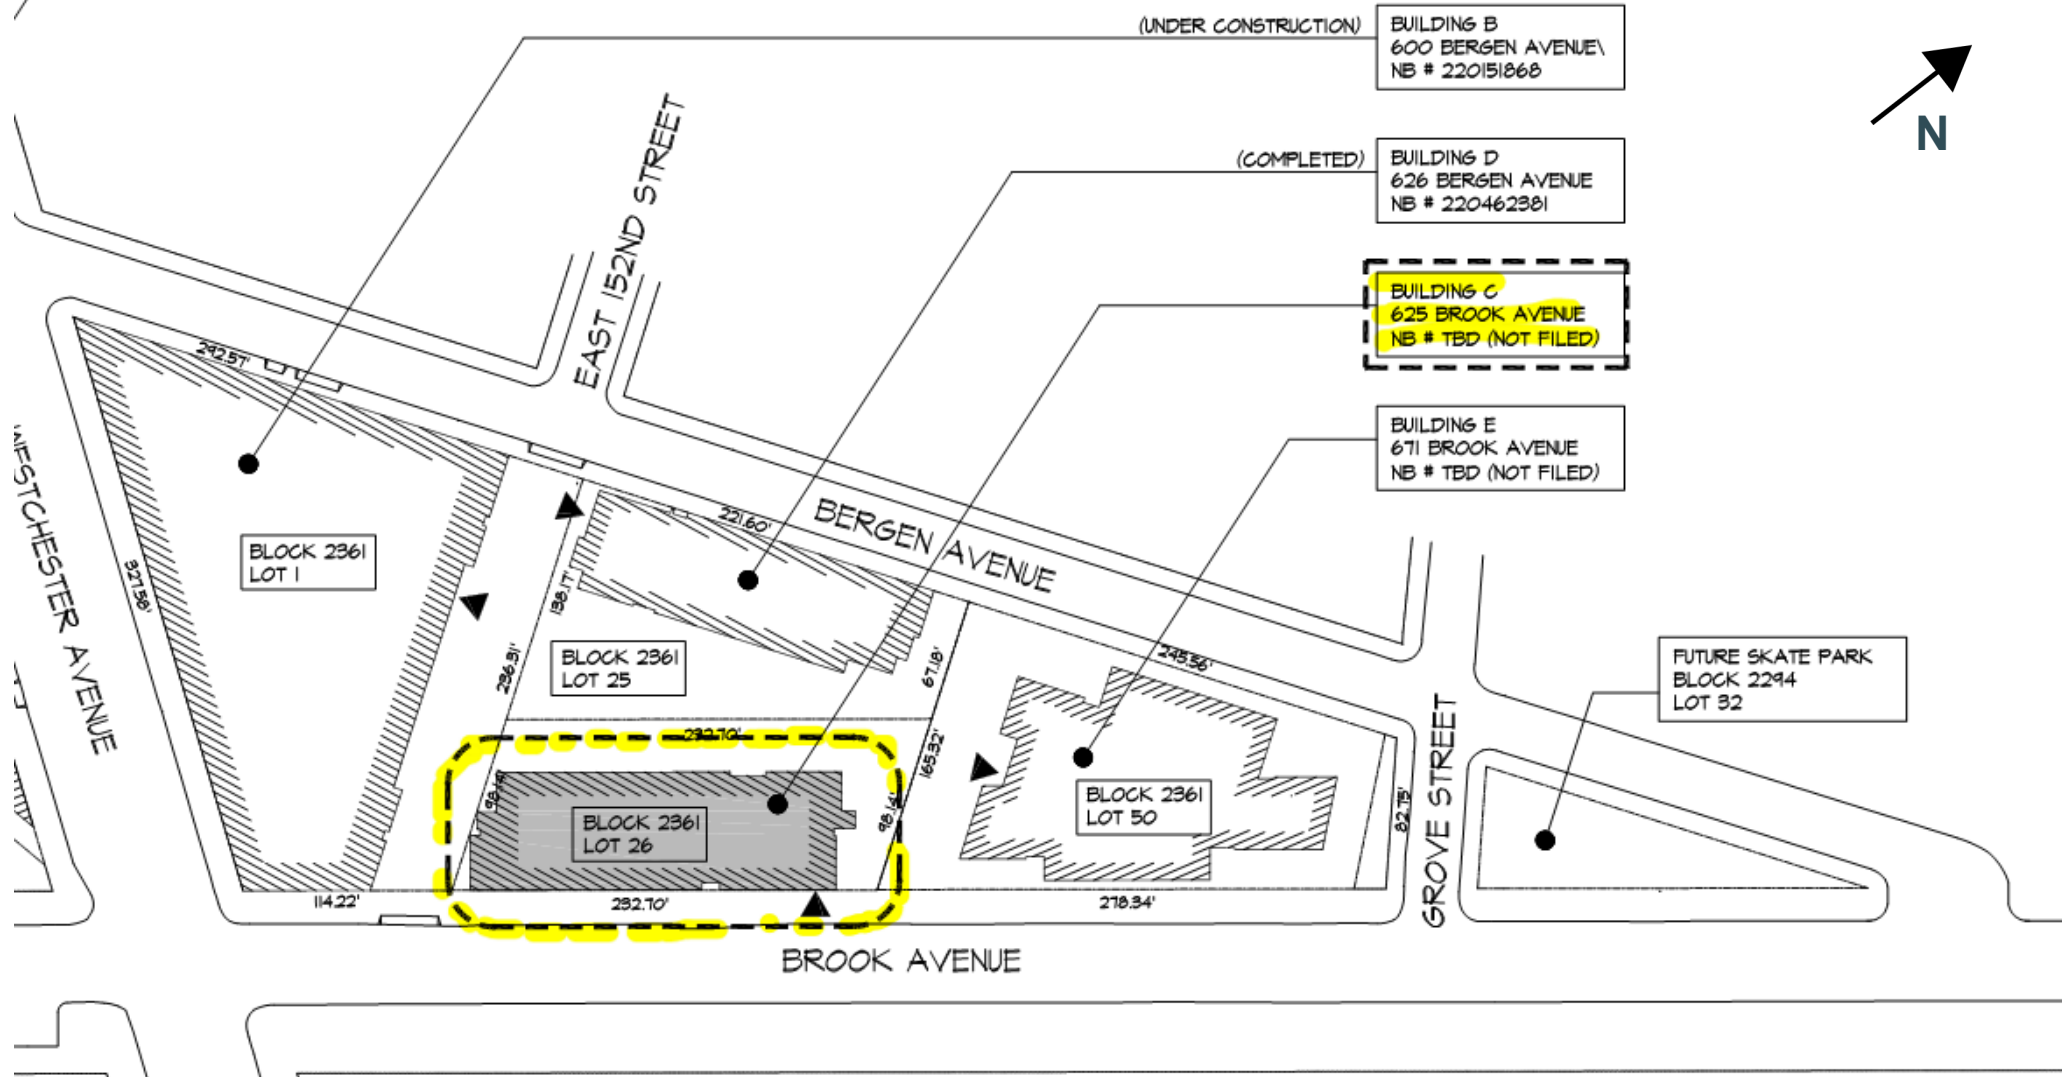 (UNDER CONSTRUCTION)
BUILDING B
600 BERGEN AVENUE\
NB # 220151868
N
(COMPLETED)
BUILDING D
626 BERGEN AVENUE
NB # 220462381
BUILDING C
625 BROOK AVENUE
NB # TBD (NOT FILED)
BUILDING E
671 BROOK AVENUE
NB # TBD (NOT FILED)
EAST 152ND STREET
292.57'
WESTCHESTER AVENUE
BLOCK 2361
LOT 1
327.58'
221.60'
BERGEN AVENUE
138.17'
236.31'
BLOCK 2361
LOT 25
67.18'
245.56'
FUTURE SKATE PARK
BLOCK 2294
LOT 32
232.70'
98.14'
165.32'
98.14'
BLOCK 2361
LOT 26
BLOCK 2361
LOT 50
82.75'
GROVE STREET
114.22'
232.70'
278.34'
BROOK AVENUE